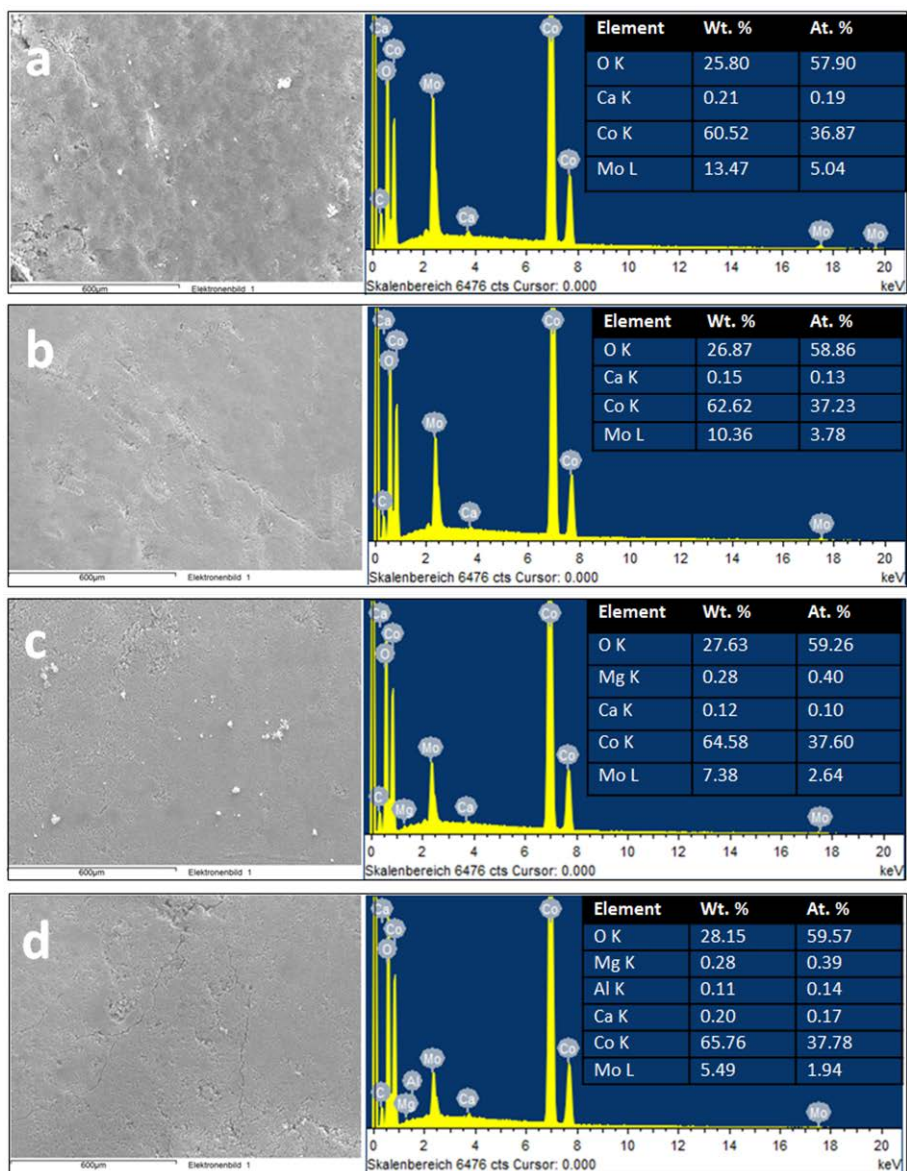 a
600µm Elektronenbild 1
Ca
Co
O
C
Mo
Ca
Co
Co
Mo
Mo
0 2 4 6 8 10 12 14 16 18 20
Skalenbereich 6476 cts Cursor: 0.000 keV
Element Wt. % At. %
O K 25.80 57.90
Ca K 0.21 0.19
Co K 60.52 36.87
Mo L 13.47 5.04
b
600µm Elektronenbild 1
Ca
Co
O
C
Mo
Ca
Co
Co
Mo
0 2 4 6 8 10 12 14 16 18 20
Skalenbereich 6476 cts Cursor: 0.000 keV
Element Wt. % At. %
O K 26.87 58.86
Ca K 0.15 0.13
Co K 62.62 37.23
Mo L 10.36 3.78
c
600µm Elektronenbild 1
Ca
Co
O
C
Mg
Mo
Ca
Co
Co
Mo
0 2 4 6 8 10 12 14 16 18 20
Skalenbereich 6476 cts Cursor: 0.000 keV
Element Wt. % At. %
O K 27.63 59.26
Mg K 0.28 0.40
Ca K 0.12 0.10
Co K 64.58 37.60
Mo L 7.38 2.64
d
600µm Elektronenbild 1
Ca
Co
O
C
Mg
Al
Mo
Ca
Co
Co
Mo
0 2 4 6 8 10 12 14 16 18 20
Skalenbereich 6476 cts Cursor: 0.000 keV
Element Wt. % At. %
O K 28.15 59.57
Mg K 0.28 0.39
Al K 0.11 0.14
Ca K 0.20 0.17
Co K 65.76 37.78
Mo L 5.49 1.94